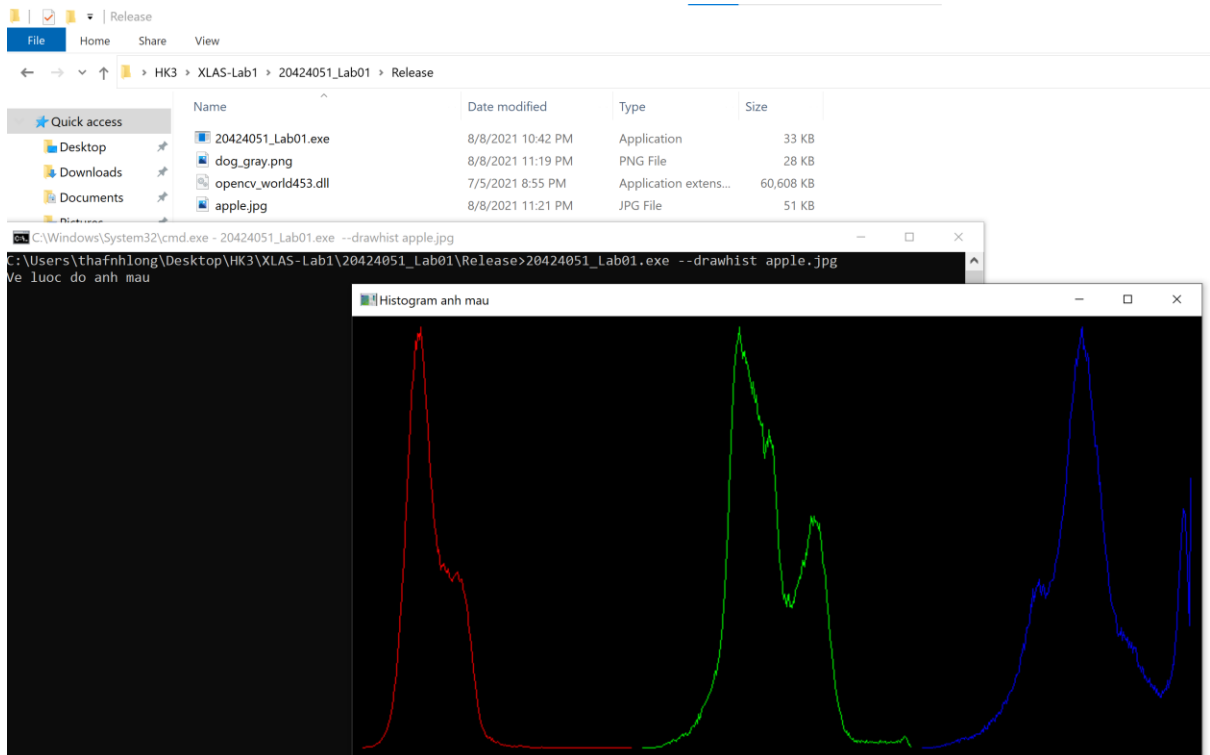 Release
File Home Share View
HK3 > XLAS-Lab1 > 20424051_Lab01 > Release
Name Date modified Type Size
Quick access
Desktop
Downloads
Documents
Pictures
20424051_Lab01.exe 8/8/2021 10:42 PM Application 33 KB
dog_gray.png 8/8/2021 11:19 PM PNG File 28 KB
opencv_world453.dll 7/5/2021 8:55 PM Application extens... 60,608 KB
apple.jpg 8/8/2021 11:21 PM JPG File 51 KB
C:\Windows\System32\cmd.exe - 20424051_Lab01.exe --drawhist apple.jpg
C:\Users\thafnhlong\Desktop\HK3\XLAS-Lab1\20424051_Lab01\Release>20424051_Lab01.exe --drawhist apple.jpg
Ve luoc do anh mau
Histogram anh mau